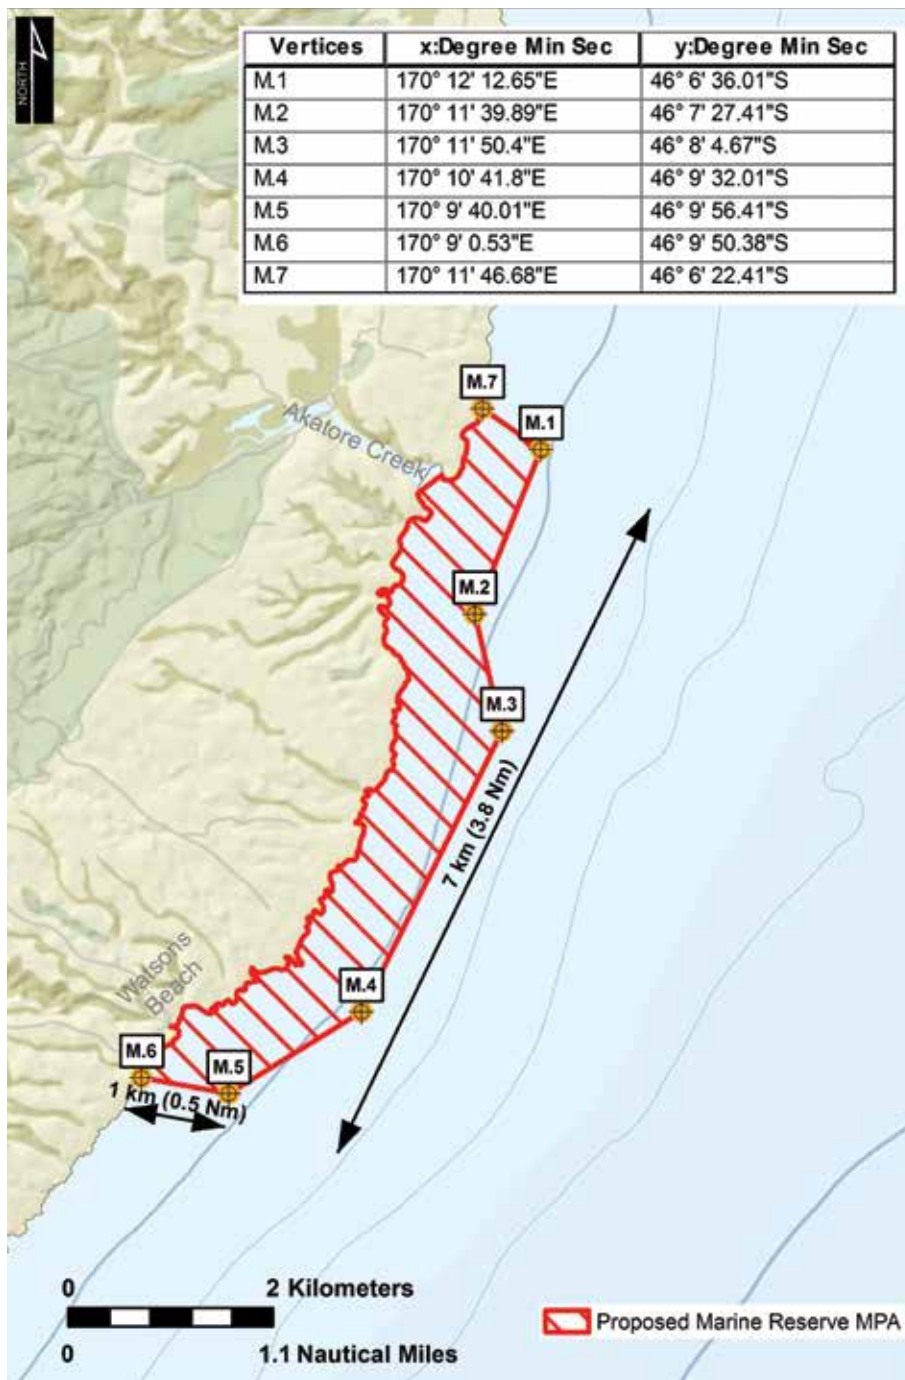 NORTH
Vertices x:Degree Min Sec y:Degree Min Sec
M.1 170° 12' 12.65"E 46° 6' 36.01"S
M.2 170° 11' 39.89"E 46° 7' 27.41"S
M.3 170° 11' 50.4"E 46° 8' 4.67"S
M.4 170° 10' 41.8"E 46° 9' 32.01"S
M.5 170° 9' 40.01"E 46° 9' 56.41"S
M.6 170° 9' 0.53"E 46° 9' 50.38"S
M.7 170° 11' 46.68"E 46° 6' 22.41"S
M.7
M.1
Akatore Creek
M.2
M.3
7 km (3.8 Nm)
Watsons
Beach
M.4
M.6
M.5
1 km (0.5 Nm)
0 2 Kilometers
Proposed Marine Reserve MPA
0 1.1 Nautical Miles